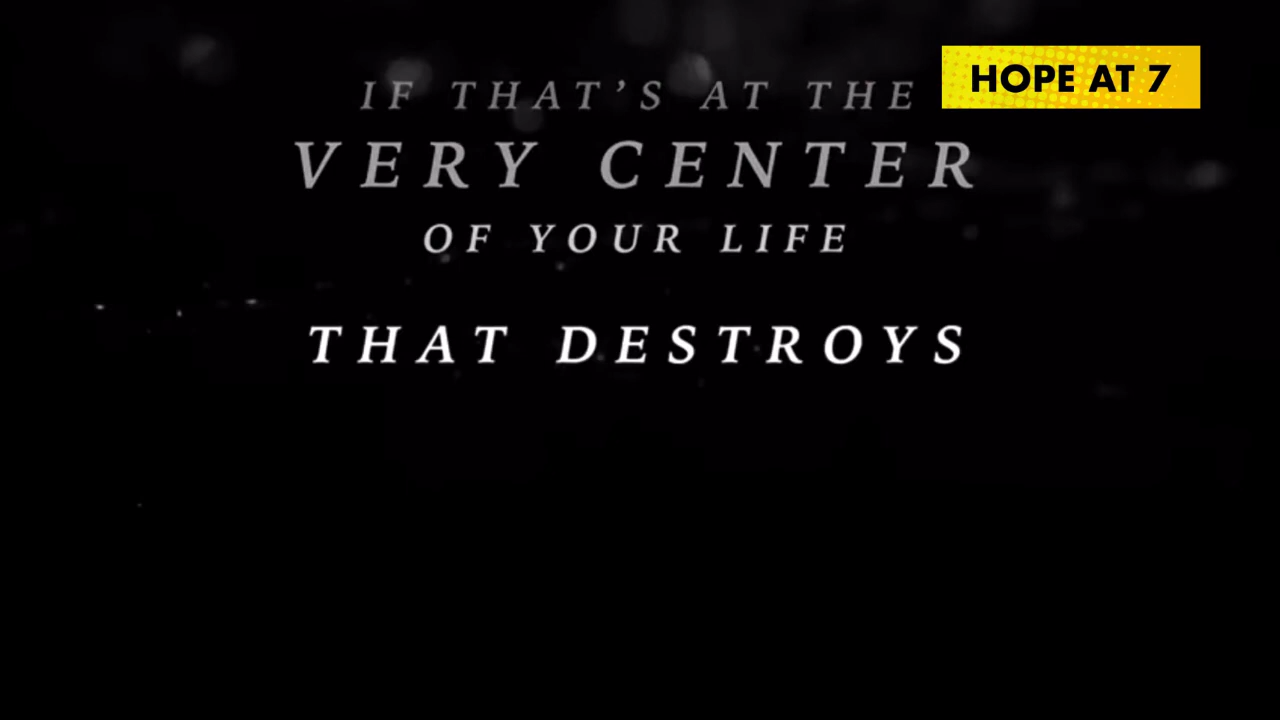 HOPE AT 7
IF THAT'S AT THE
VERY CENTER
OF YOUR LIFE
THAT DESTROYS